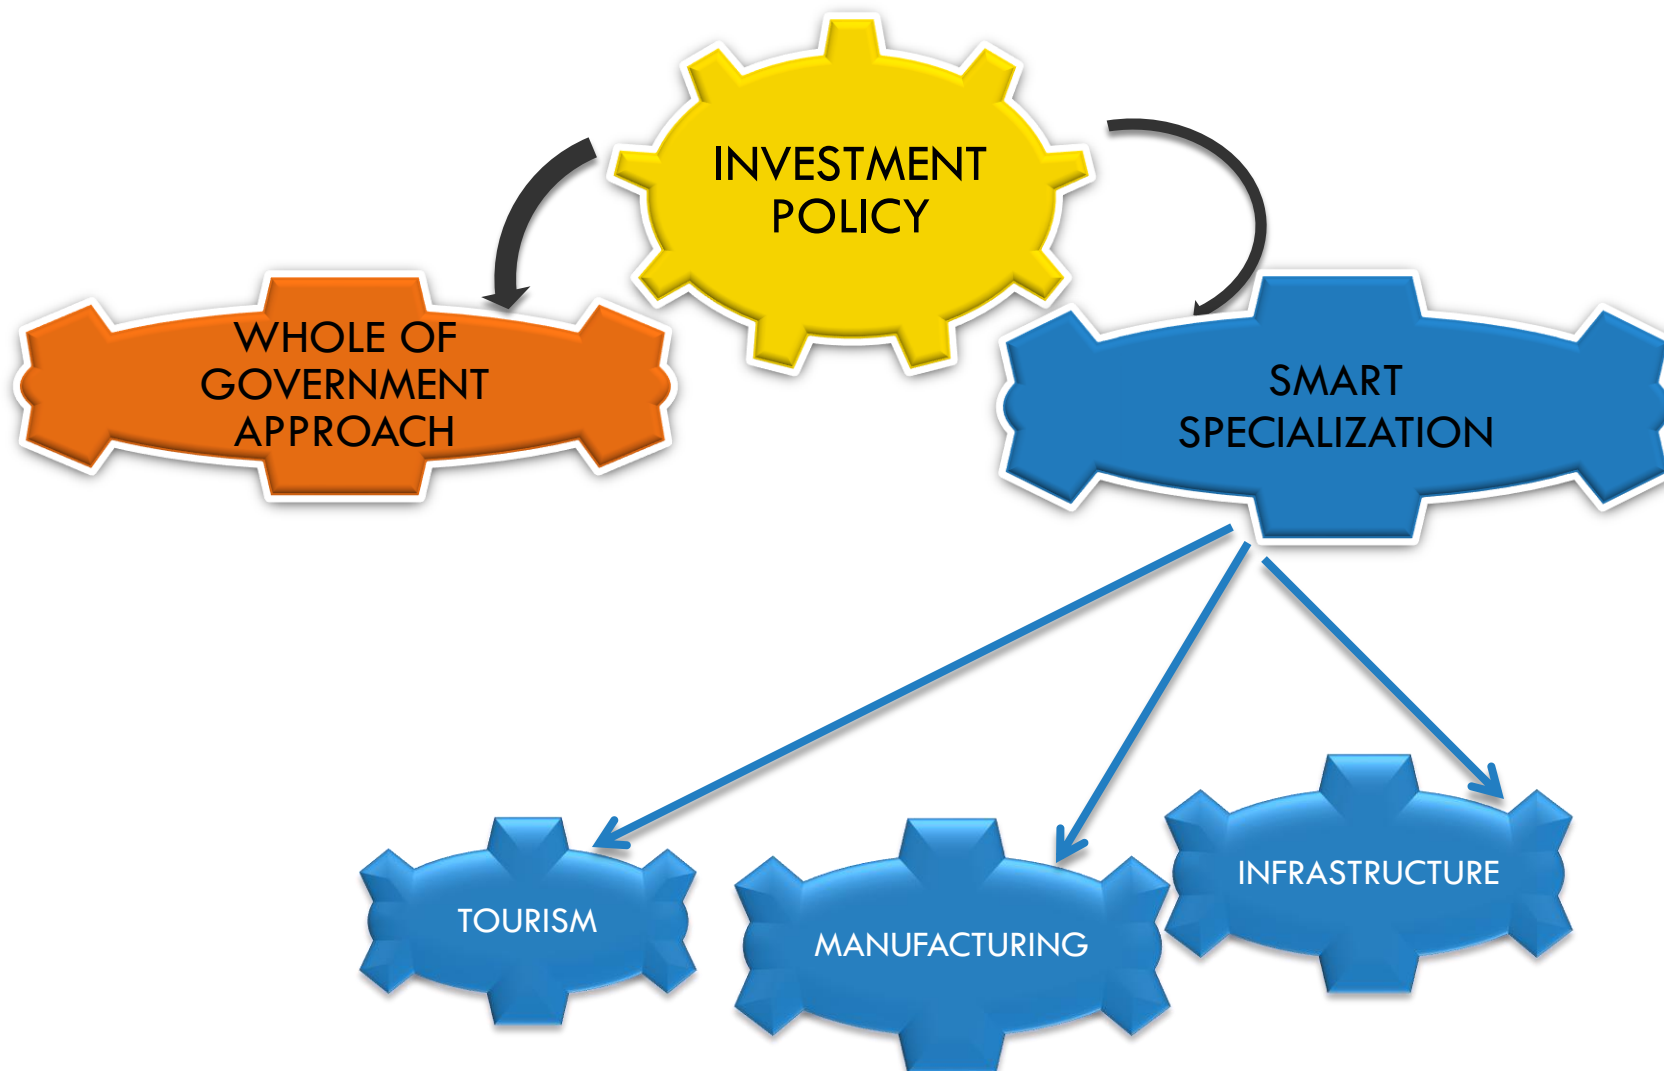 INVESTMENT
POLICY
WHOLE OF
GOVERNMENT
APPROACH
SMART
SPECIALIZATION
TOURISM
MANUFACTURING
INFRASTRUCTURE